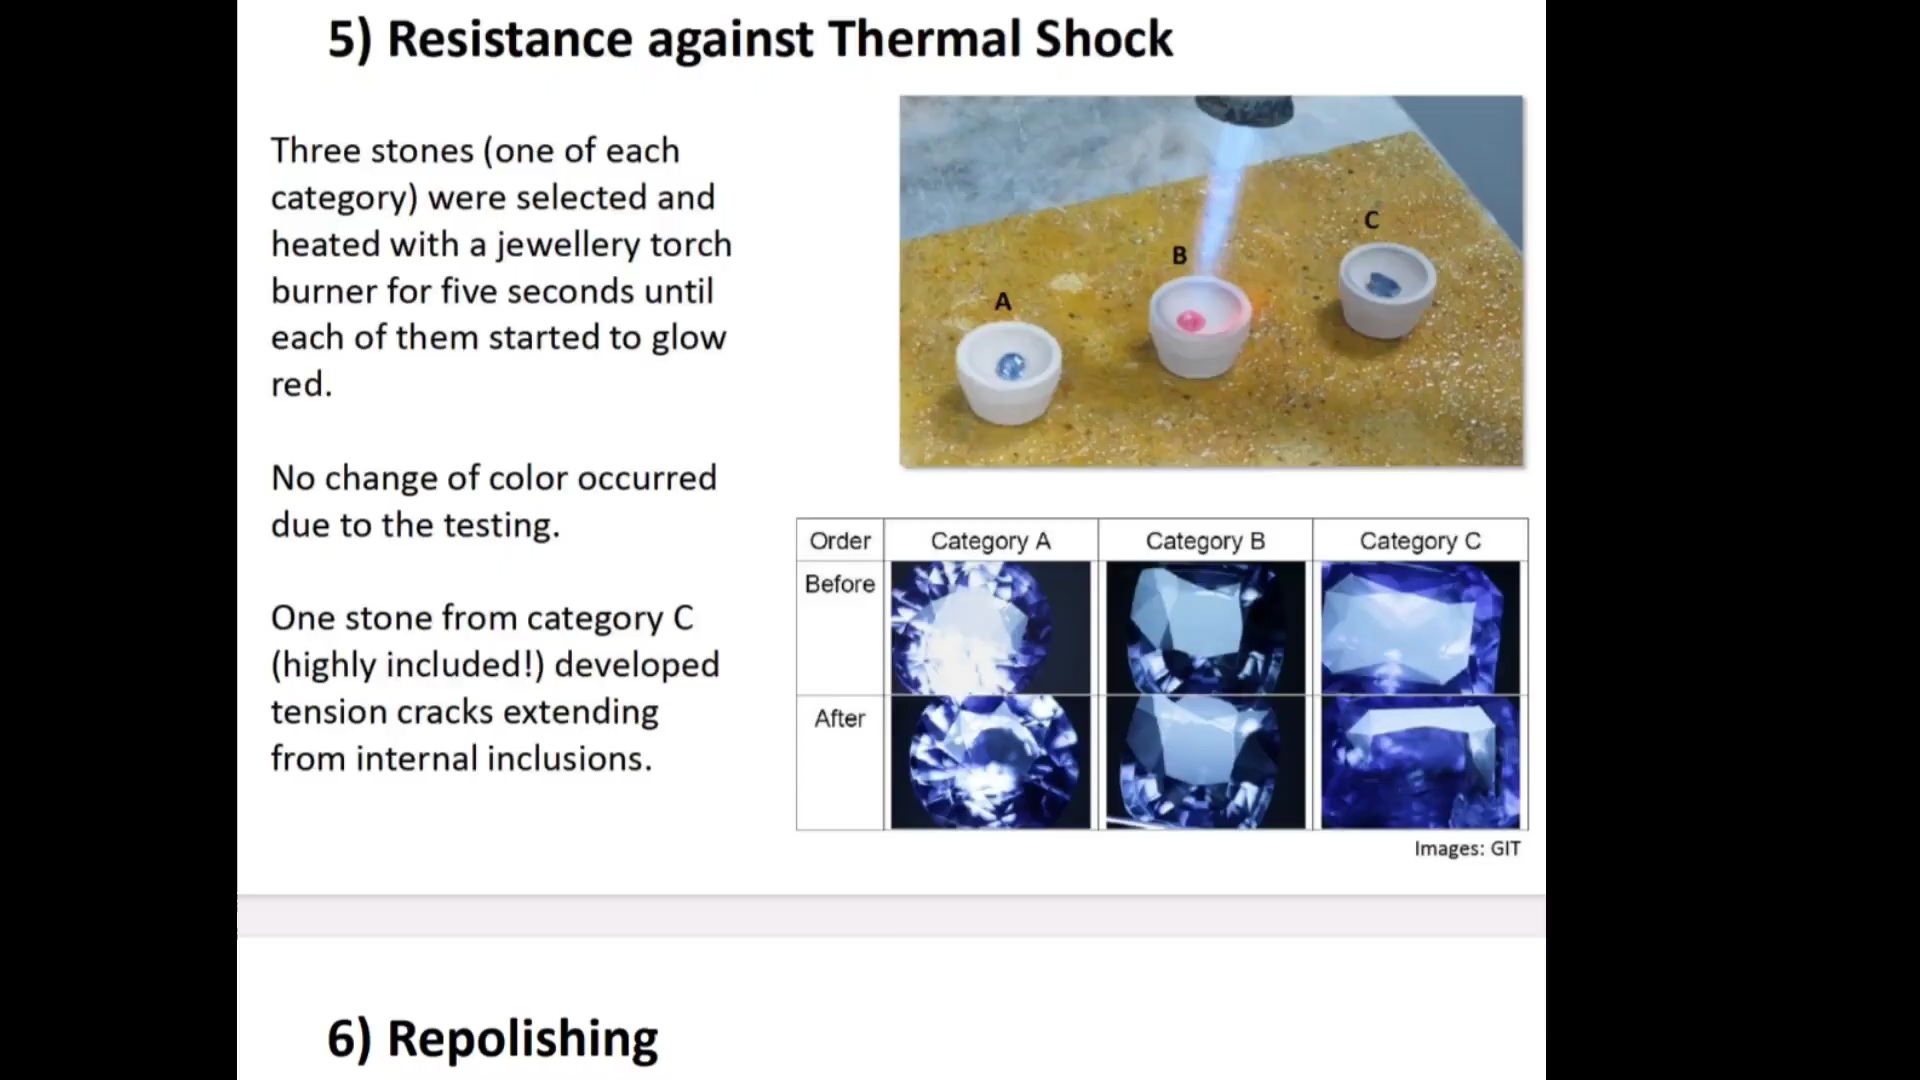 5) Resistance against Thermal Shock
Three stones (one of each
category) were selected and
heated with a jewellery torch
burner for five seconds until
each of them started to glow
red.
No change of color occurred
due to the testing.
One stone from category C
(highly included!) developed
tension cracks extending
from internal inclusions.
A
B
C
Order Category A Category B Category C
Before
After
Images: GIT
6) Repolishing